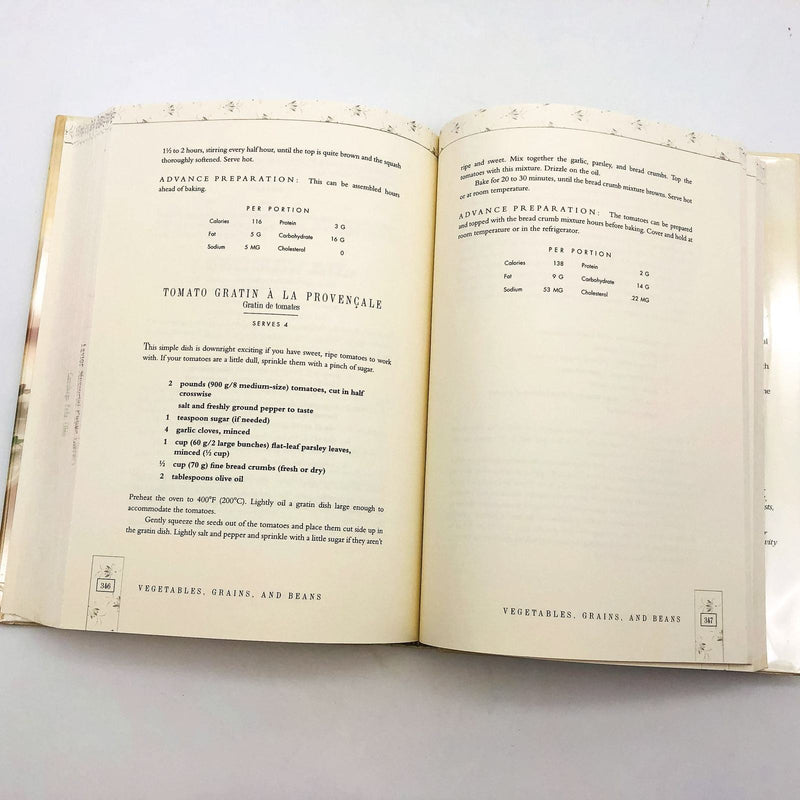 1½ to 2 hours, stirring every half hour, until the top is quite brown and the squash
thoroughly softened. Serve hot.
ADVANCE PREPARATION: This can be assembled hours
ahead of baking.
PER PORTION
Calories 116 Protein 3 G
Fat 5 G Carbohydrate 16 G
Sodium 5 MG Cholesterol 0
TOMATO GRATIN À LA PROVENÇALE
Gratin de tomates
SERVES 4
This simple dish is downright exciting if you have sweet, ripe tomatoes to work
with. If your tomatoes are a little dull, sprinkle them with a pinch of sugar.
2 pounds (900 g/8 medium-size) tomatoes, cut in half
crosswise
salt and freshly ground pepper to taste
1 teaspoon sugar (if needed)
4 garlic cloves, minced
1 cup (60 g/2 large bunches) flat-leaf parsley leaves,
minced (½ cup)
½ cup (70 g) fine bread crumbs (fresh or dry)
2 tablespoons olive oil
Preheat the oven to 400°F (200°C). Lightly oil a gratin dish large enough to
accommodate the tomatoes.
Gently squeeze the seeds out of the tomatoes and place them cut side up in
the gratin dish. Lightly salt and pepper and sprinkle with a little sugar if they aren't
346
VEGETABLES, GRAINS, AND BEANS
ripe and sweet. Mix together the garlic, parsley, and bread crumbs. Top the
tomatoes with this mixture. Drizzle on the oil.
Bake for 20 to 30 minutes, until the bread crumb mixture browns. Serve hot
or at room temperature.
ADVANCE PREPARATION: The tomatoes can be prepared
and topped with the bread crumb mixture hours before baking. Cover and hold at
room temperature or in the refrigerator.
PER PORTION
Calories 138 Protein 2 G
Fat 9 G Carbohydrate 14 G
Sodium 53 MG Cholesterol .22 MG
VEGETABLES, GRAINS, AND BEANS
347